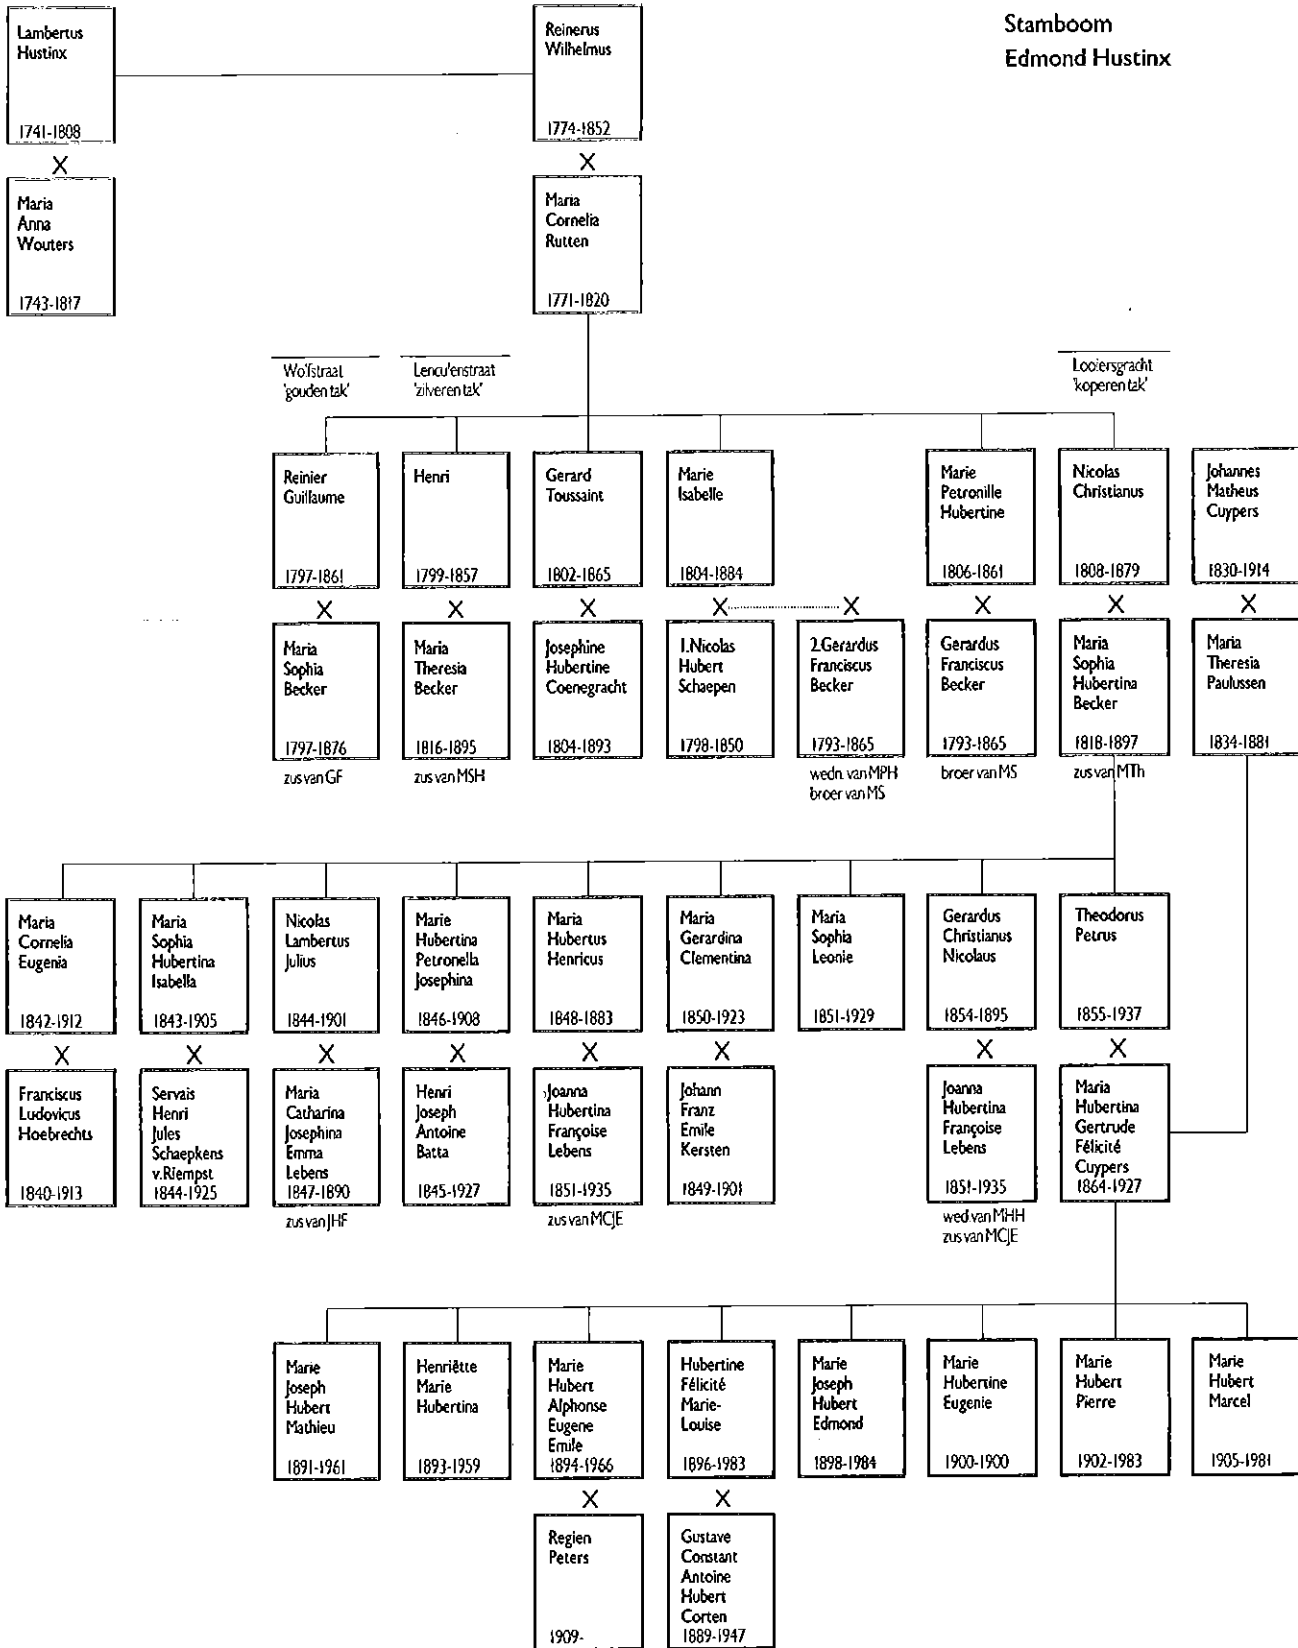 Stamboom
Edmond Hustinx
Lambertus
Hustinx
1741-1808
X
Maria
Anna
Wouters
1743-1817
Reinerus
Wilhelmus
1774-1852
X
Maria
Cornelia
Rutten
1771-1820
Wolfstraat
'gouden tak'
Lenculenstraat
'zilveren tak'
Looiersgracht
'koperen tak'
Reinier
Guillaume
1797-1861
X
Maria
Sophia
Becker
1797-1876
zus van GF
Henri
1799-1857
X
Maria
Theresia
Becker
1816-1895
zus van MSH
Gerard
Toussaint
1802-1865
X
Josephine
Hubertine
Coenegracht
1804-1893
Marie
Isabelle
1804-1884
X
1.Nicolas
Hubert
Schaepen
1798-1850
X
2.Gerardus
Franciscus
Becker
1793-1865
wedn. van MPH
broer van MS
Marie
Petronille
Hubertine
1806-1861
X
Gerardus
Franciscus
Becker
1793-1865
broer van MS
Nicolas
Christianus
1808-1879
X
Maria
Sophia
Hubertina
Becker
1818-1897
zus van MTh
Johannes
Matheus
Cuypers
1830-1914
X
Maria
Theresia
Paulussen
1834-1881
Maria
Cornelia
Eugenia
1842-1912
X
Franciscus
Ludovicus
Hoebrechts
1840-1913
Maria
Sophia
Hubertina
Isabella
1843-1905
X
Servais
Henri
Jules
Schaepkens
v.Riempst
1844-1925
Nicolas
Lambertus
Julius
1844-1901
X
Maria
Catharina
Josephina
Emma
Lebens
1847-1890
zus van JHF
Marie
Hubertina
Petronella
Josephina
1846-1908
X
Henri
Joseph
Antoine
Batta
1845-1927
Maria
Hubertus
Henricus
1848-1883
X
Joanna
Hubertina
Françoise
Lebens
1851-1935
zus van MCJE
Maria
Gerardina
Clementina
1850-1923
X
Johann
Franz
Emile
Kersten
1849-1901
Maria
Sophia
Leonie
1851-1929
Gerardus
Christianus
Nicolaus
1854-1895
X
Joanna
Hubertina
Françoise
Lebens
1851-1935
wed. van MHH
zus van MCJE
Theodorus
Petrus
1855-1937
X
Maria
Hubertina
Gertrude
Félicité
Cuypers
1864-1927
Marie
Joseph
Hubert
Mathieu
1891-1961
Henriëtte
Marie
Hubertina
1893-1959
Marie
Hubert
Alphonse
Eugene
Emile
1894-1966
X
Regien
Peters
1909-
Hubertine
Félicité
Marie-
Louise
1896-1983
X
Gustave
Constant
Antoine
Hubert
Corten
1889-1947
Marie
Joseph
Hubert
Edmond
1898-1984
Marie
Hubertine
Eugenie
1900-1900
Marie
Hubert
Pierre
1902-1983
Marie
Hubert
Marcel
1905-1981